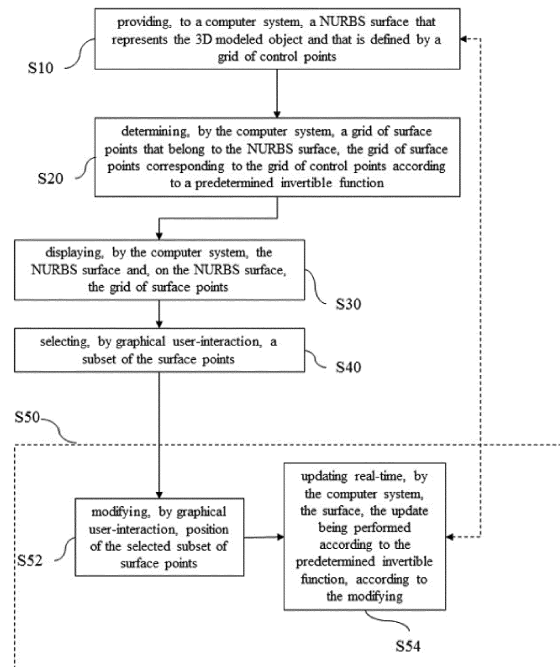 providing, to a computer system, a NURBS surface that
represents the 3D modeled object and that is defined by a
grid of control points
S10
determining, by the computer system, a grid of surface
points that belong to the NURBS surface, the grid of surface
points corresponding to the grid of control points according
to a predetermined invertible function
S20
displaying, by the computer system, the
NURBS surface and, on the NURBS surface,
the grid of surface points
S30
selecting, by graphical user-interaction, a
subset of the surface points
S40
S50
modifying, by graphical
user-interaction, position
of the selected subset of
surface points
S52
updating real-time, by
the computer system,
the surface, the update
being performed
according to the
predetermined invertible
function, according to
the modifying
S54